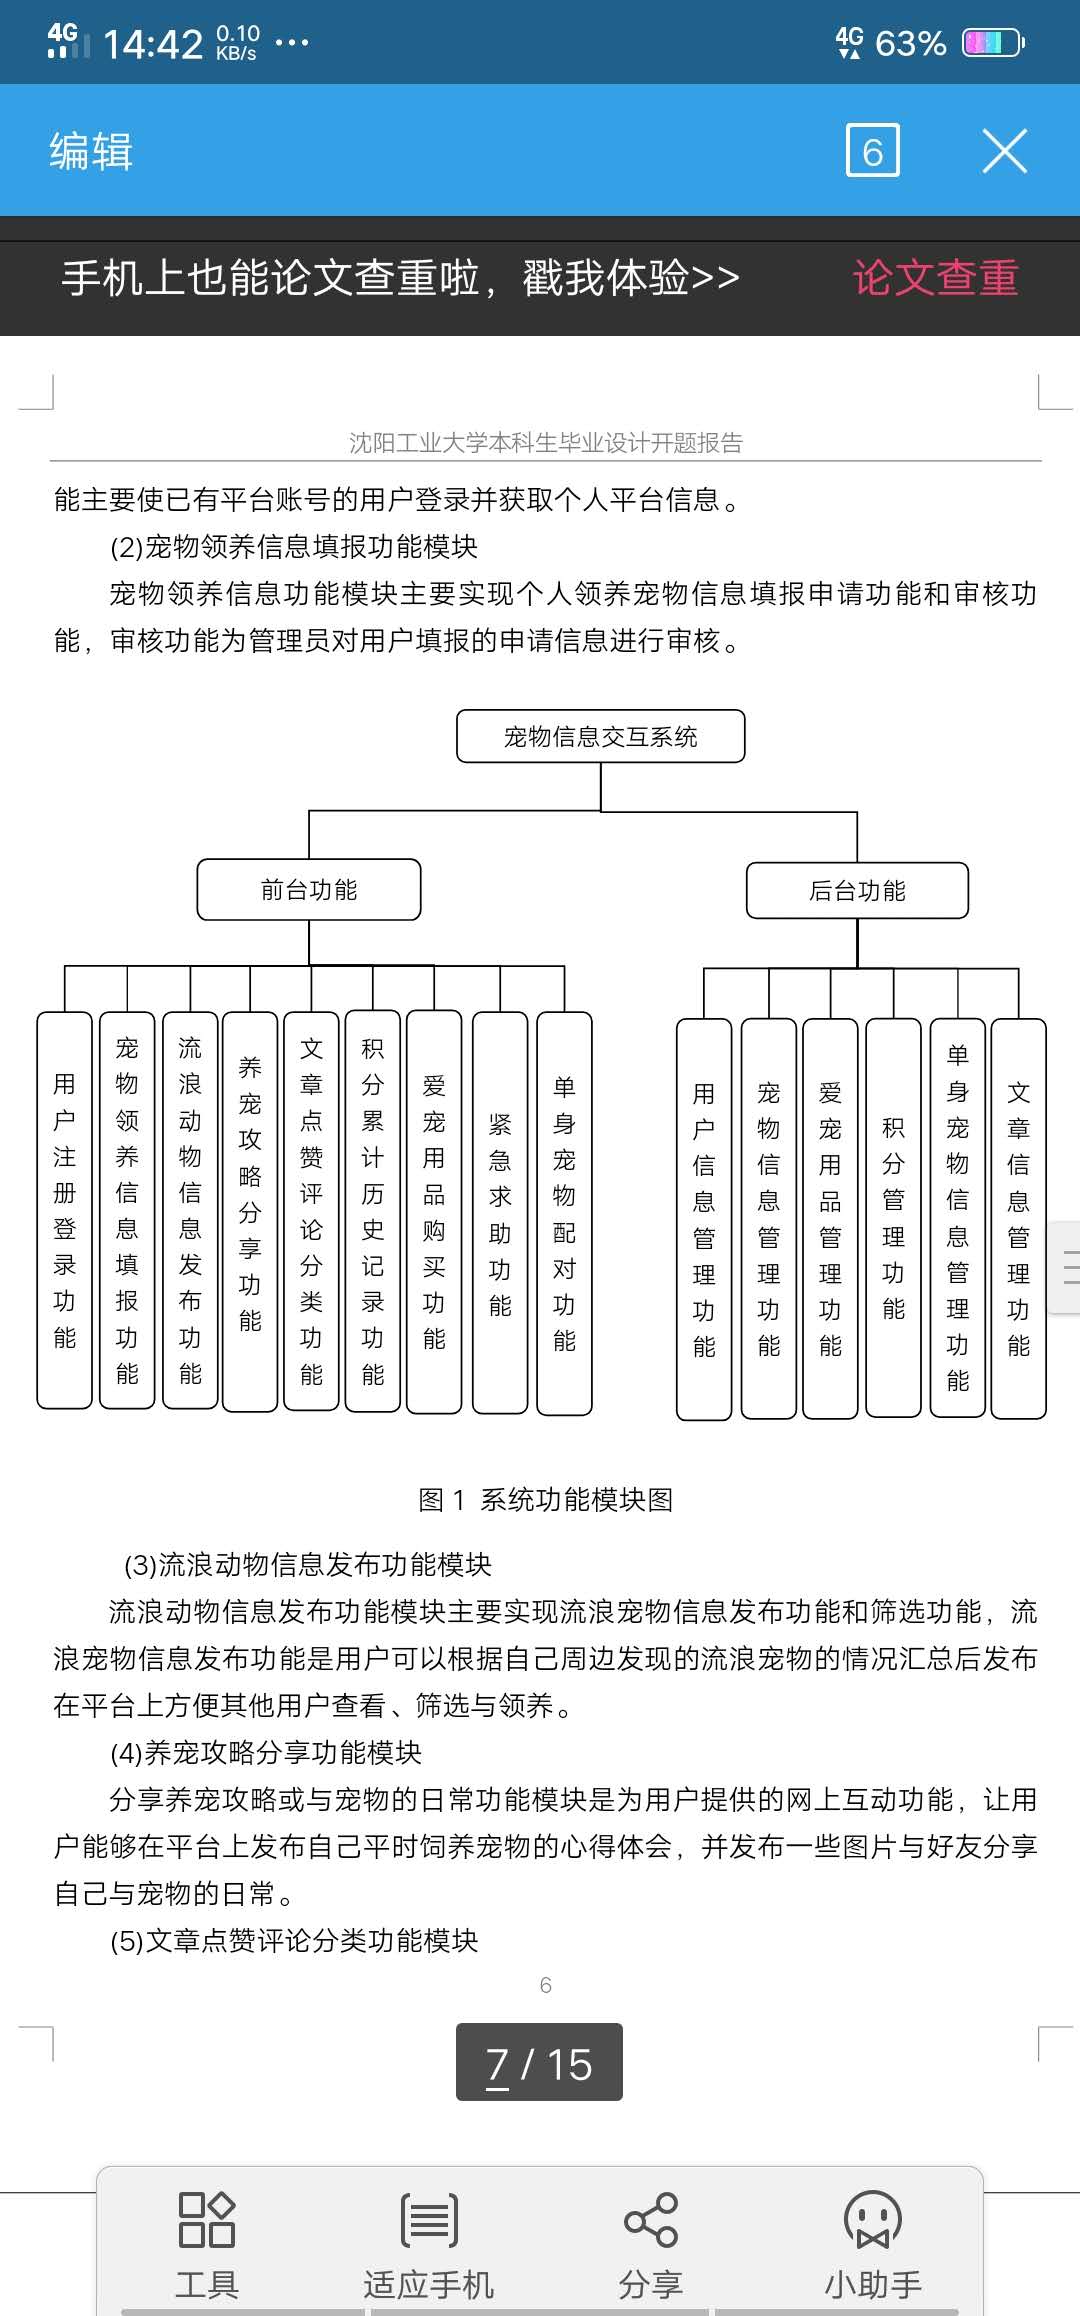 4G 14:42 0.10 KB/s ... 4G 63%
编辑 6
手机上也能论文查重啦，戳我体验>> 论文查重
沈阳工业大学本科生毕业设计开题报告
能主要使已有平台账号的用户登录并获取个人平台信息。
(2)宠物领养信息填报功能模块
宠物领养信息功能模块主要实现个人领养宠物信息填报申请功能和审核功
能，审核功能为管理员对用户填报的申请信息进行审核。
宠物信息交互系统
前台功能
后台功能
用户注册登录功能
宠物领养信息填报功能
流浪动物信息发布功能
养宠攻略分享功能
文章点赞评论分类功能
积分累计历史记录功能
爱宠用品购买功能
紧急求助功能
单身宠物配对功能
用户信息管理功能
宠物信息管理功能
爱宠用品管理功能
积分管理功能
单身宠物信息管理功能
文章信息管理功能
图 1 系统功能模块图
(3)流浪动物信息发布功能模块
流浪动物信息发布功能模块主要实现流浪宠物信息发布功能和筛选功能，流
浪宠物信息发布功能是用户可以根据自己周边发现的流浪宠物的情况汇总后发布
在平台上方便其他用户查看、筛选与领养。
(4)养宠攻略分享功能模块
分享养宠攻略或与宠物的日常功能模块是为用户提供的网上互动功能，让用
户能够在平台上发布自己平时饲养宠物的心得体会，并发布一些图片与好友分享
自己与宠物的日常。
(5)文章点赞评论分类功能模块
6
7 / 15
工具 适应手机 分享 小助手